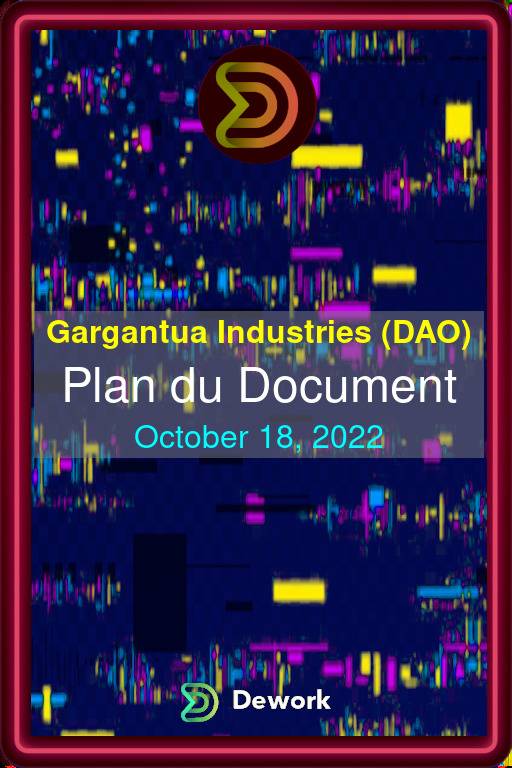 Gargantua Industries (DAO)
Plan du Document
October 18, 2022
Dework